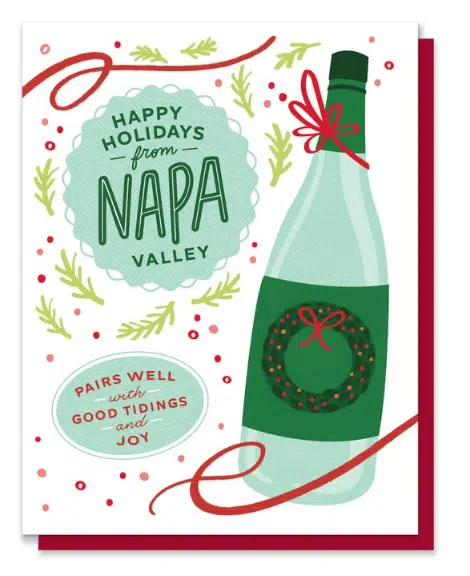 HAPPY
HOLIDAYS
from
NAPA
VALLEY
PAIRS WELL
with
GOOD TIDINGS
and
JOY